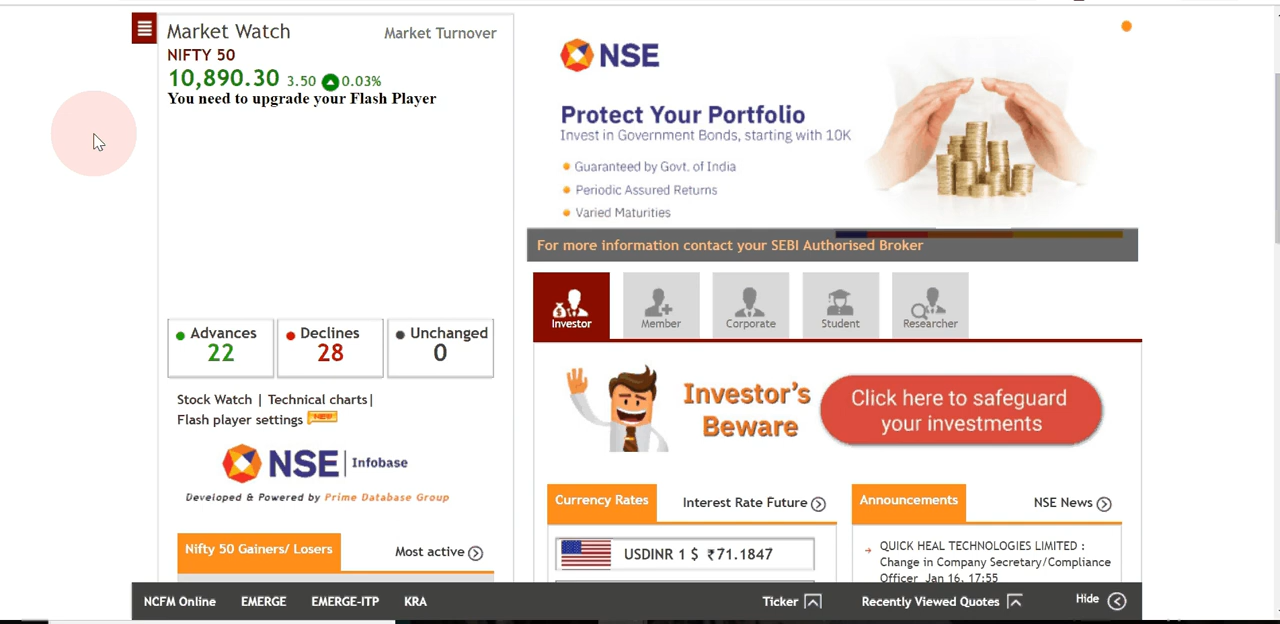 Market Watch
Market Turnover
NIFTY 50
10,890.30 3.50 0.03%
You need to upgrade your Flash Player
Advances
22
Declines
28
Unchanged
0
Stock Watch | Technical charts|
Flash player settings NEW
NSE Infobase
Developed & Powered by Prime Database Group
Nifty 50 Gainers/ Losers
Most active
NSE
Protect Your Portfolio
Invest in Government Bonds, starting with 10K
Guaranteed by Govt. of India
Periodic Assured Returns
Varied Maturities
For more information contact your SEBI Authorised Broker
Investor
Member
Corporate
Student
Researcher
Investor's
Beware
Click here to safeguard
your investments
Currency Rates
Interest Rate Future
USDINR 1 $ ₹71.1847
Announcements
NSE News
QUICK HEAL TECHNOLOGIES LIMITED :
Change in Company Secretary/Compliance
Officer Jan 16, 17:55
NCFM Online
EMERGE
EMERGE-ITP
KRA
Ticker
Recently Viewed Quotes
Hide